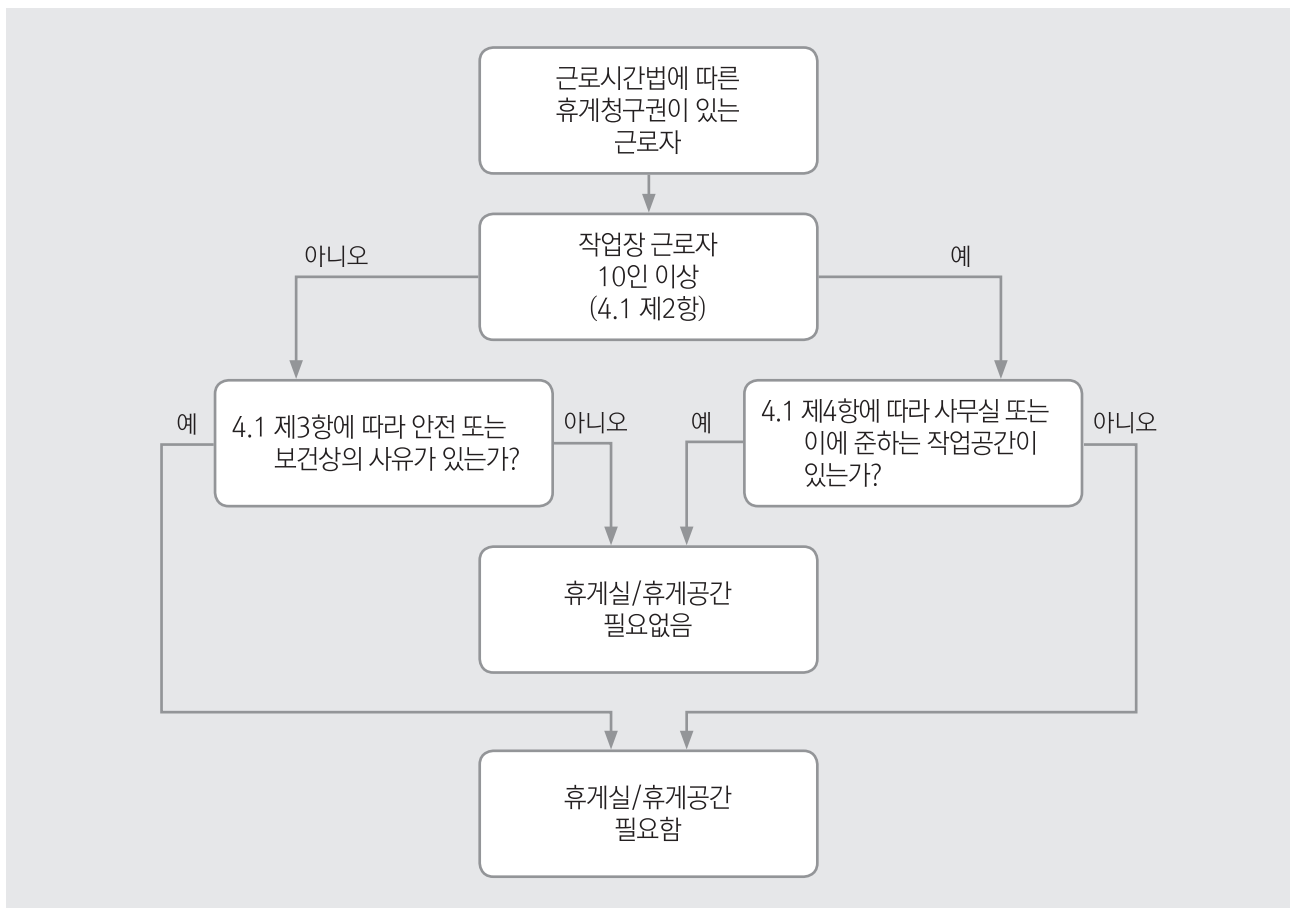 근로시간법에 따른
휴게청구권이 있는
근로자
작업장 근로자
10인 이상
(4.1 제2항)
아니오
예
4.1 제3항에 따라 안전 또는
보건상의 사유가 있는가?
예
아니오
4.1 제4항에 따라 사무실 또는
이에 준하는 작업공간이
있는가?
예
아니오
휴게실/휴게공간
필요없음
휴게실/휴게공간
필요함